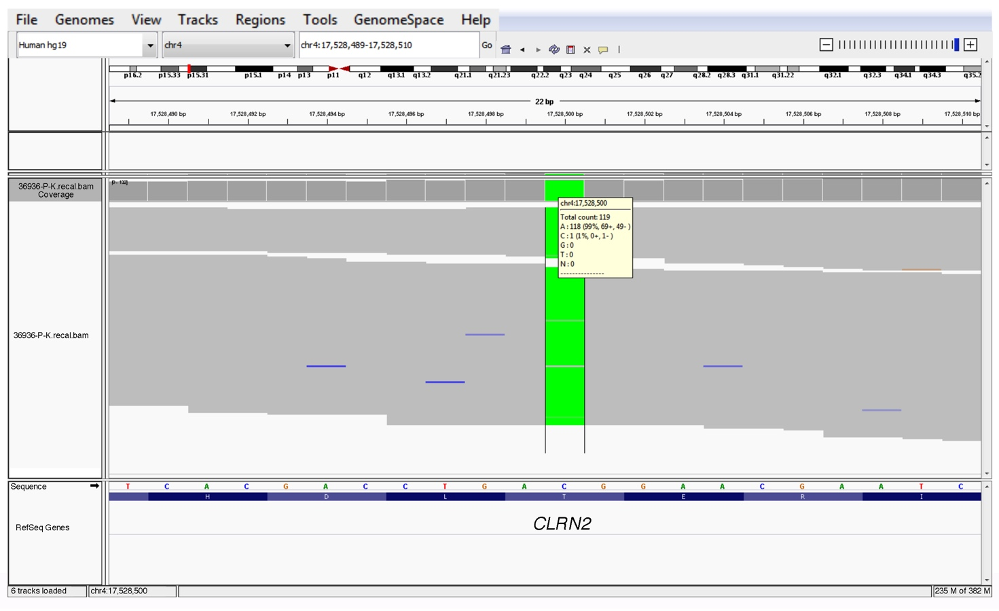 File Genomes View Tracks Regions Tools GenomeSpace Help
Human hg19 chr4 chr4:17,528,489-17,528,510 Go
p16.2 p15.33 p15.31 p15.1 p14 p13 p11 q12 q13.1 q13.2 q21.1 q21.23 q22.2 q23 q24 q25 q26 q27 q28.2 q28.3 q31.1 q31.22 q32.1 q32.3 q34.1 q34.3 q35.2
22 bp
17,528,490 bp 17,528,492 bp 17,528,494 bp 17,528,496 bp 17,528,498 bp 17,528,500 bp 17,528,502 bp 17,528,504 bp 17,528,506 bp 17,528,508 bp 17,528,510 bp
36936-P-K.recal.bam
Coverage
[0 - 132]
chr4:17,528,500
Total count: 119
A : 118 (99%, 69+, 49- )
C : 1 (1%, 0+, 1- )
G : 0
T : 0
N : 0
---------------
36936-P-K.recal.bam
Sequence T C A C G A C C T G A C G G A A C G A A T C
H D L T E R I
RefSeq Genes
CLRN2
6 tracks loaded chr4:17,528,500 235 M of 382 M